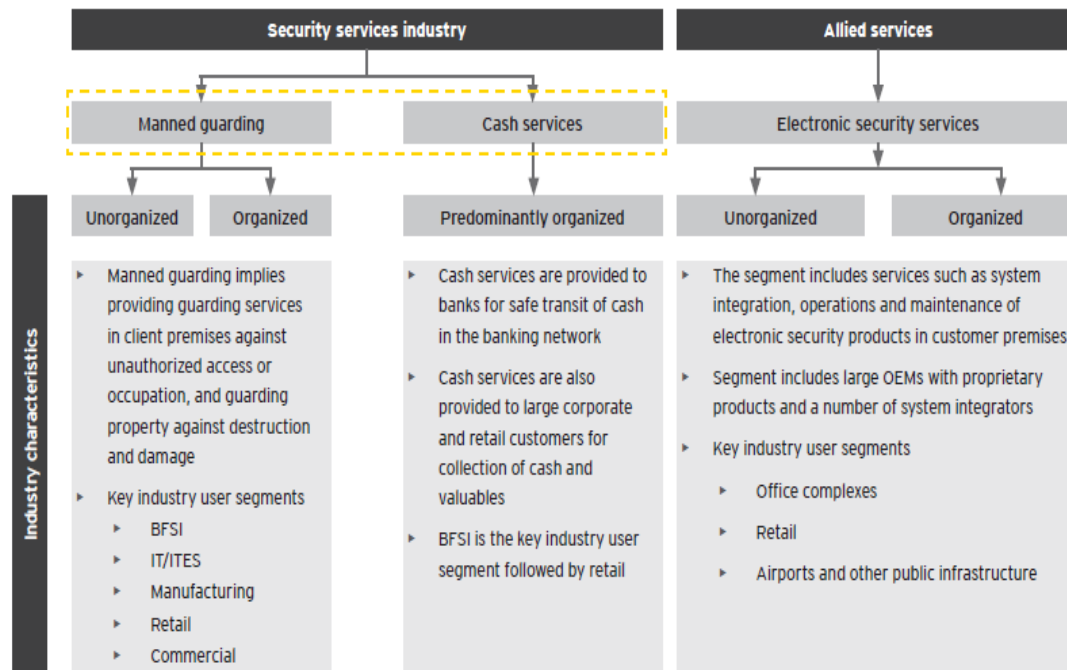 Security services industry
Allied services
Manned guarding
Cash services
Electronic security services
Unorganized
Organized
Predominantly organized
Unorganized
Organized
Industry characteristics
Manned guarding implies
providing guarding services
in client premises against
unauthorized access or
occupation, and guarding
property against destruction
and damage
Key industry user segments
BFSI
IT/ITES
Manufacturing
Retail
Commercial
Cash services are provided to
banks for safe transit of cash
in the banking network
Cash services are also
provided to large corporate
and retail customers for
collection of cash and
valuables
BFSI is the key industry user
segment followed by retail
The segment includes services such as system
integration, operations and maintenance of
electronic security products in customer premises
Segment includes large OEMs with proprietary
products and a number of system integrators
Key industry user segments
Office complexes
Retail
Airports and other public infrastructure